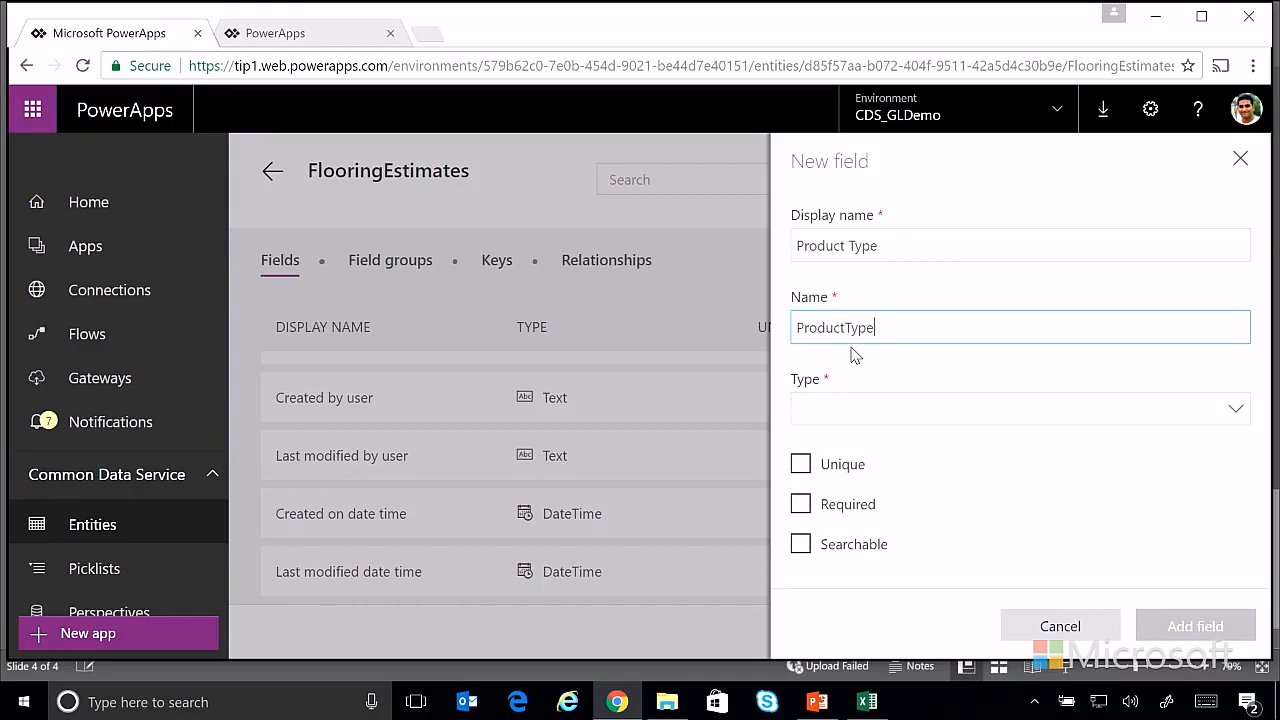 Microsoft PowerApps
PowerApps
Secure
https://tip1.web.powerapps.com/environments/579b62c0-7e0b-454d-9021-be44d7e40151/entities/d85f57aa-b072-404f-9511-42a5d4c30b9e/FlooringEstimates
PowerApps
Environment
CDS_GLDemo
Home
Apps
Connections
Flows
Gateways
7
Notifications
Common Data Service
Entities
Picklists
Perspectives
New app
FlooringEstimates
Search
Fields • Field groups • Keys • Relationships
DISPLAY NAME TYPE UN
Created by user Abc Text
Last modified by user Abc Text
Created on date time DateTime
Last modified date time DateTime
New field
Display name *
Product Type
Name *
ProductType
Type *
Unique
Required
Searchable
Cancel
Add field
Slide 4 of 4
Upload Failed
Notes
79%
Microsoft
Type here to search
2